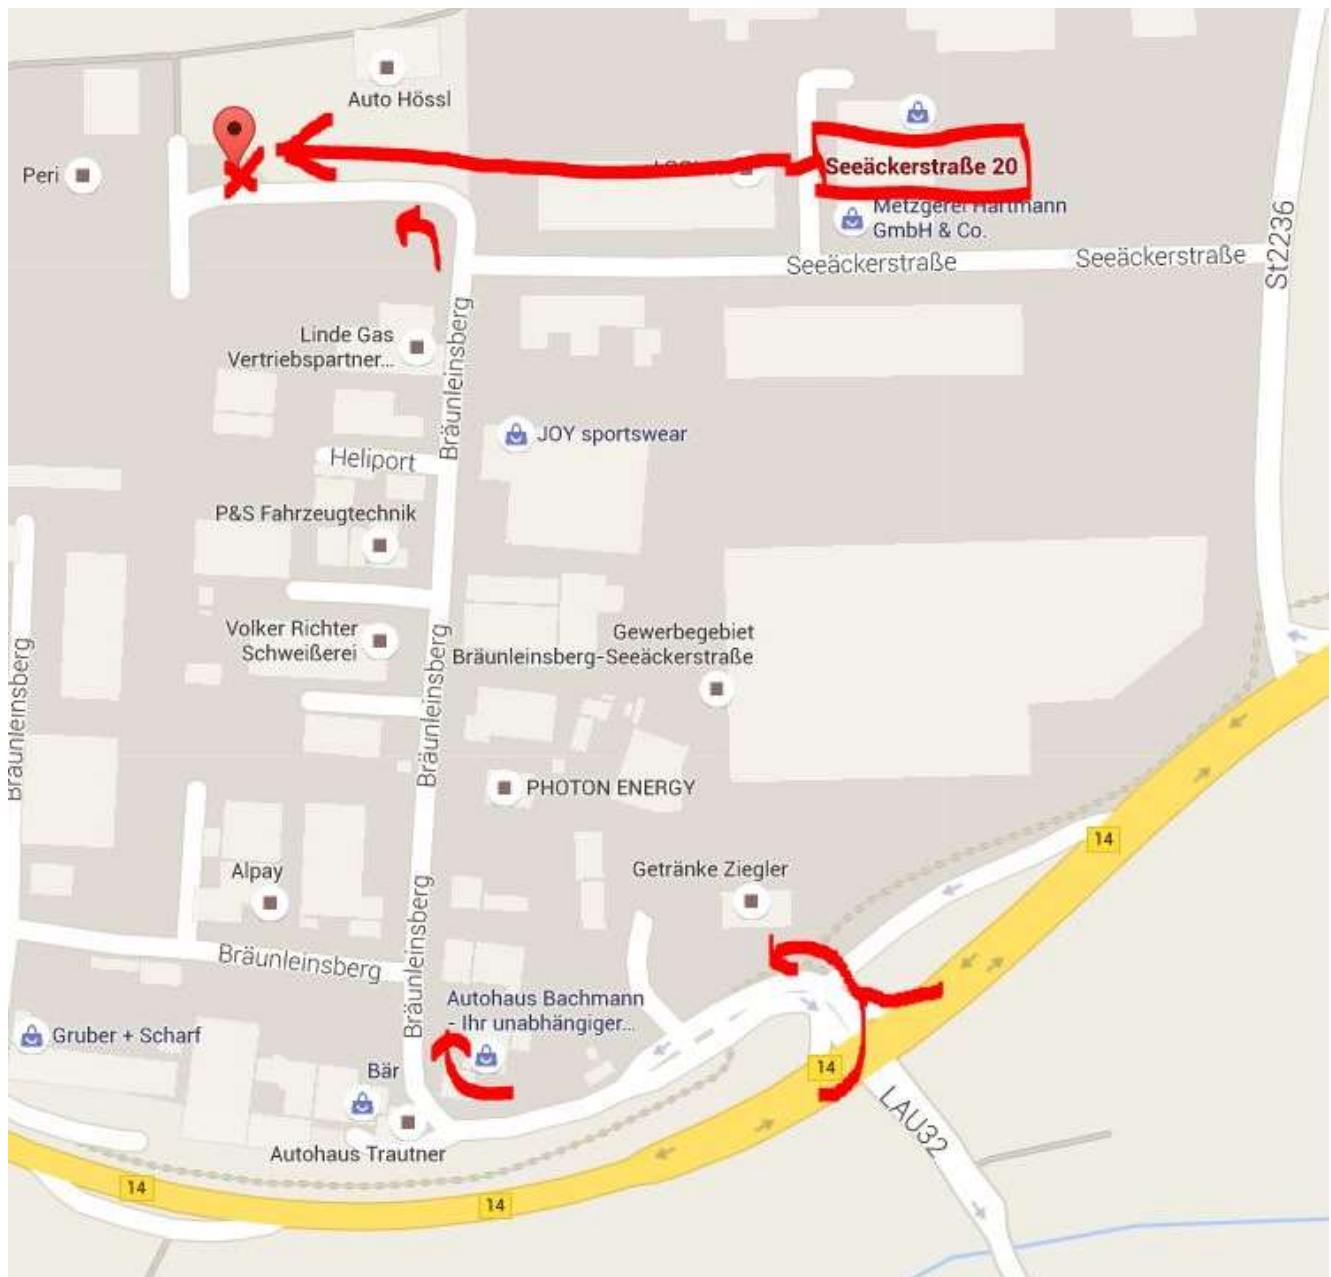 Auto Hössl
Peri
Seeäckerstraße 20
Metzgerei Hartmann
GmbH & Co.
St2236
Seeäckerstraße
Seeäckerstraße
Bräunleinsberg
Linde Gas
Vertriebspartner...
JOY sportswear
Heliport
P&S Fahrzeugtechnik
Volker Richter
Schweißerei
Gewerbegebiet
Bräunleinsberg-Seeäckerstraße
Bräunleinsberg
Bräunleinsberg
PHOTON ENERGY
14
Alpay
Getränke Ziegler
Bräunleinsberg
Bräunleinsberg
Autohaus Bachmann
- Ihr unabhängiger...
Gruber + Scharf
Bär
14
LAU32
Autohaus Trautner
14
14